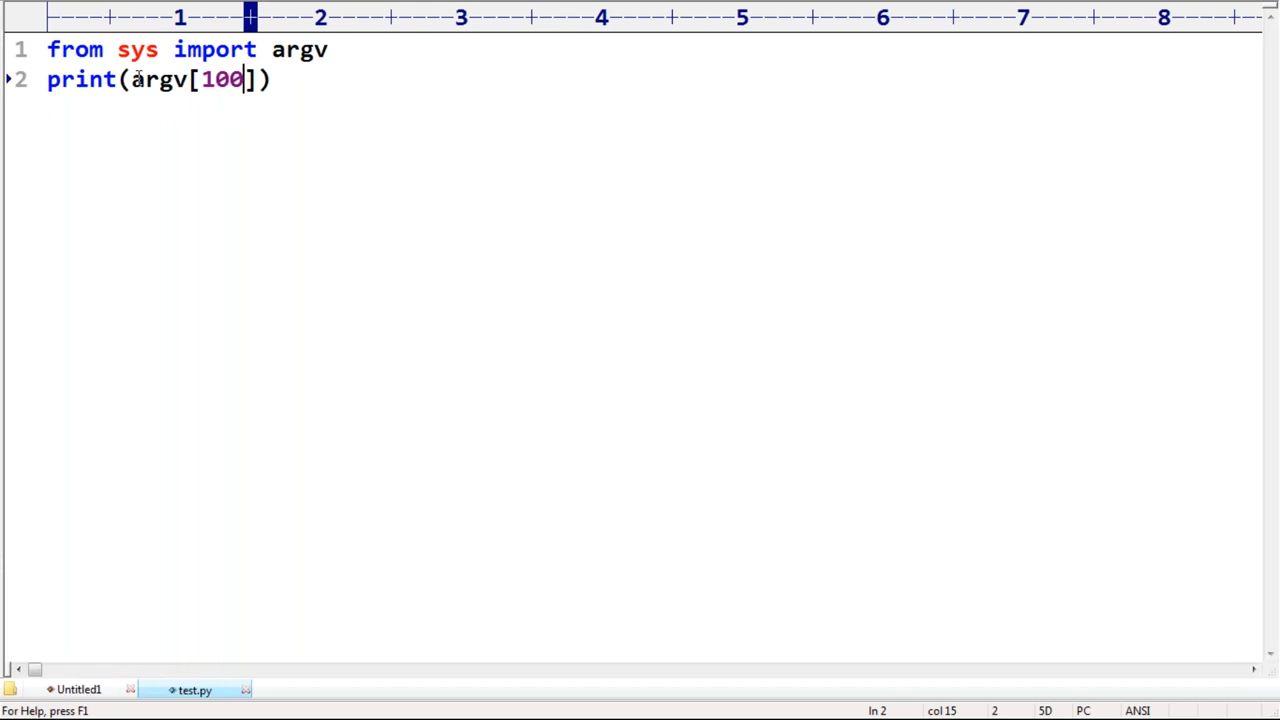 1 2 3 4 5 6 7 8
1 from sys import argv
2 print(argv[100])
Untitled1 test.py
For Help, press F1 ln 2 col 15 2 5D PC ANSI